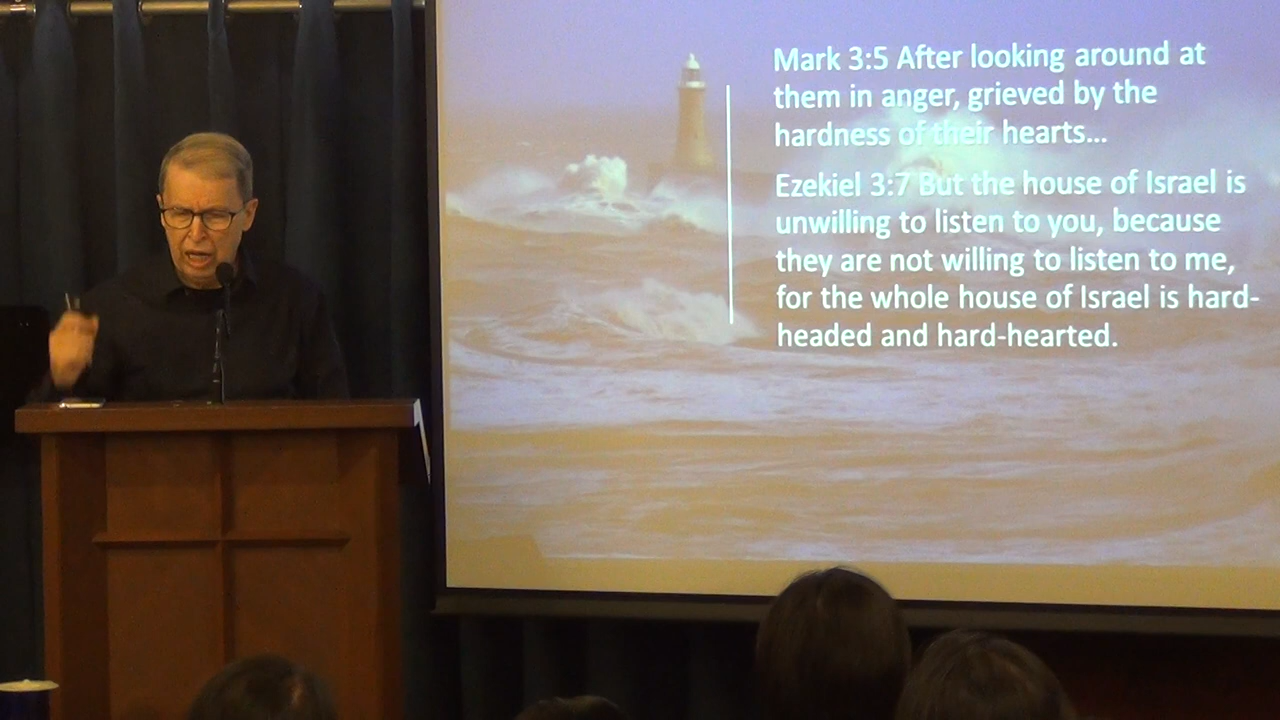 Mark 3:5 After looking around at
them in anger, grieved by the
hardness of their hearts...
Ezekiel 3:7 But the house of Israel is
unwilling to listen to you, because
they are not willing to listen to me,
for the whole house of Israel is hard-
headed and hard-hearted.